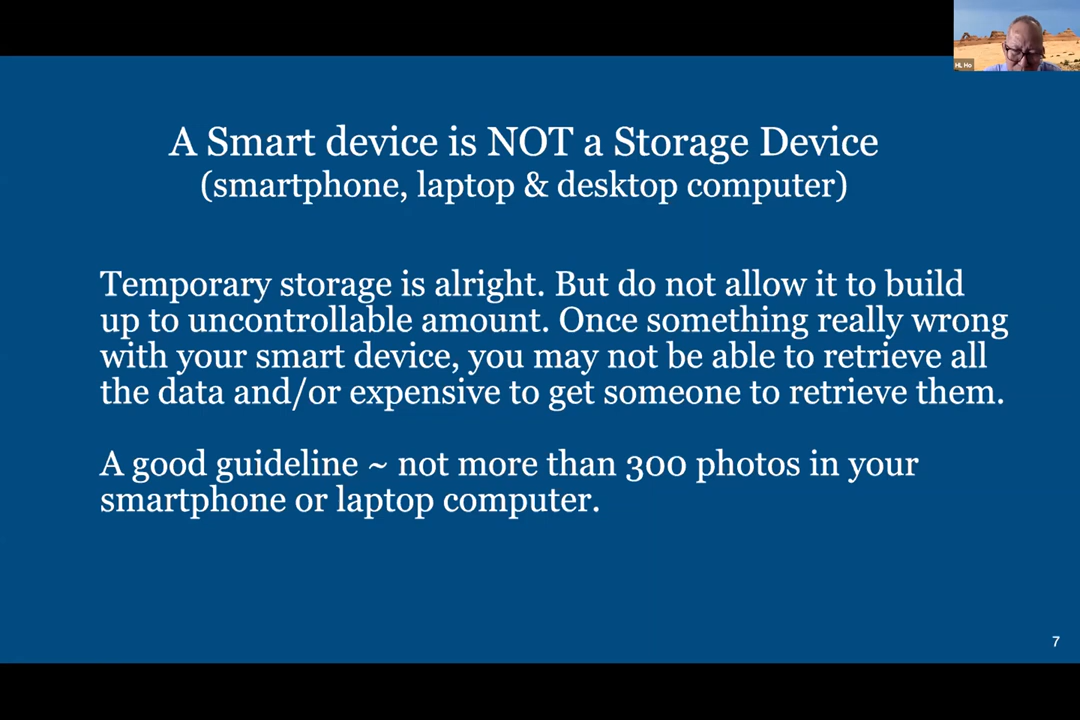 HL Ho
A Smart device is NOT a Storage Device
(smartphone, laptop & desktop computer)
Temporary storage is alright. But do not allow it to build
up to uncontrollable amount. Once something really wrong
with your smart device, you may not be able to retrieve all
the data and/or expensive to get someone to retrieve them.
A good guideline ~ not more than 300 photos in your
smartphone or laptop computer.
7